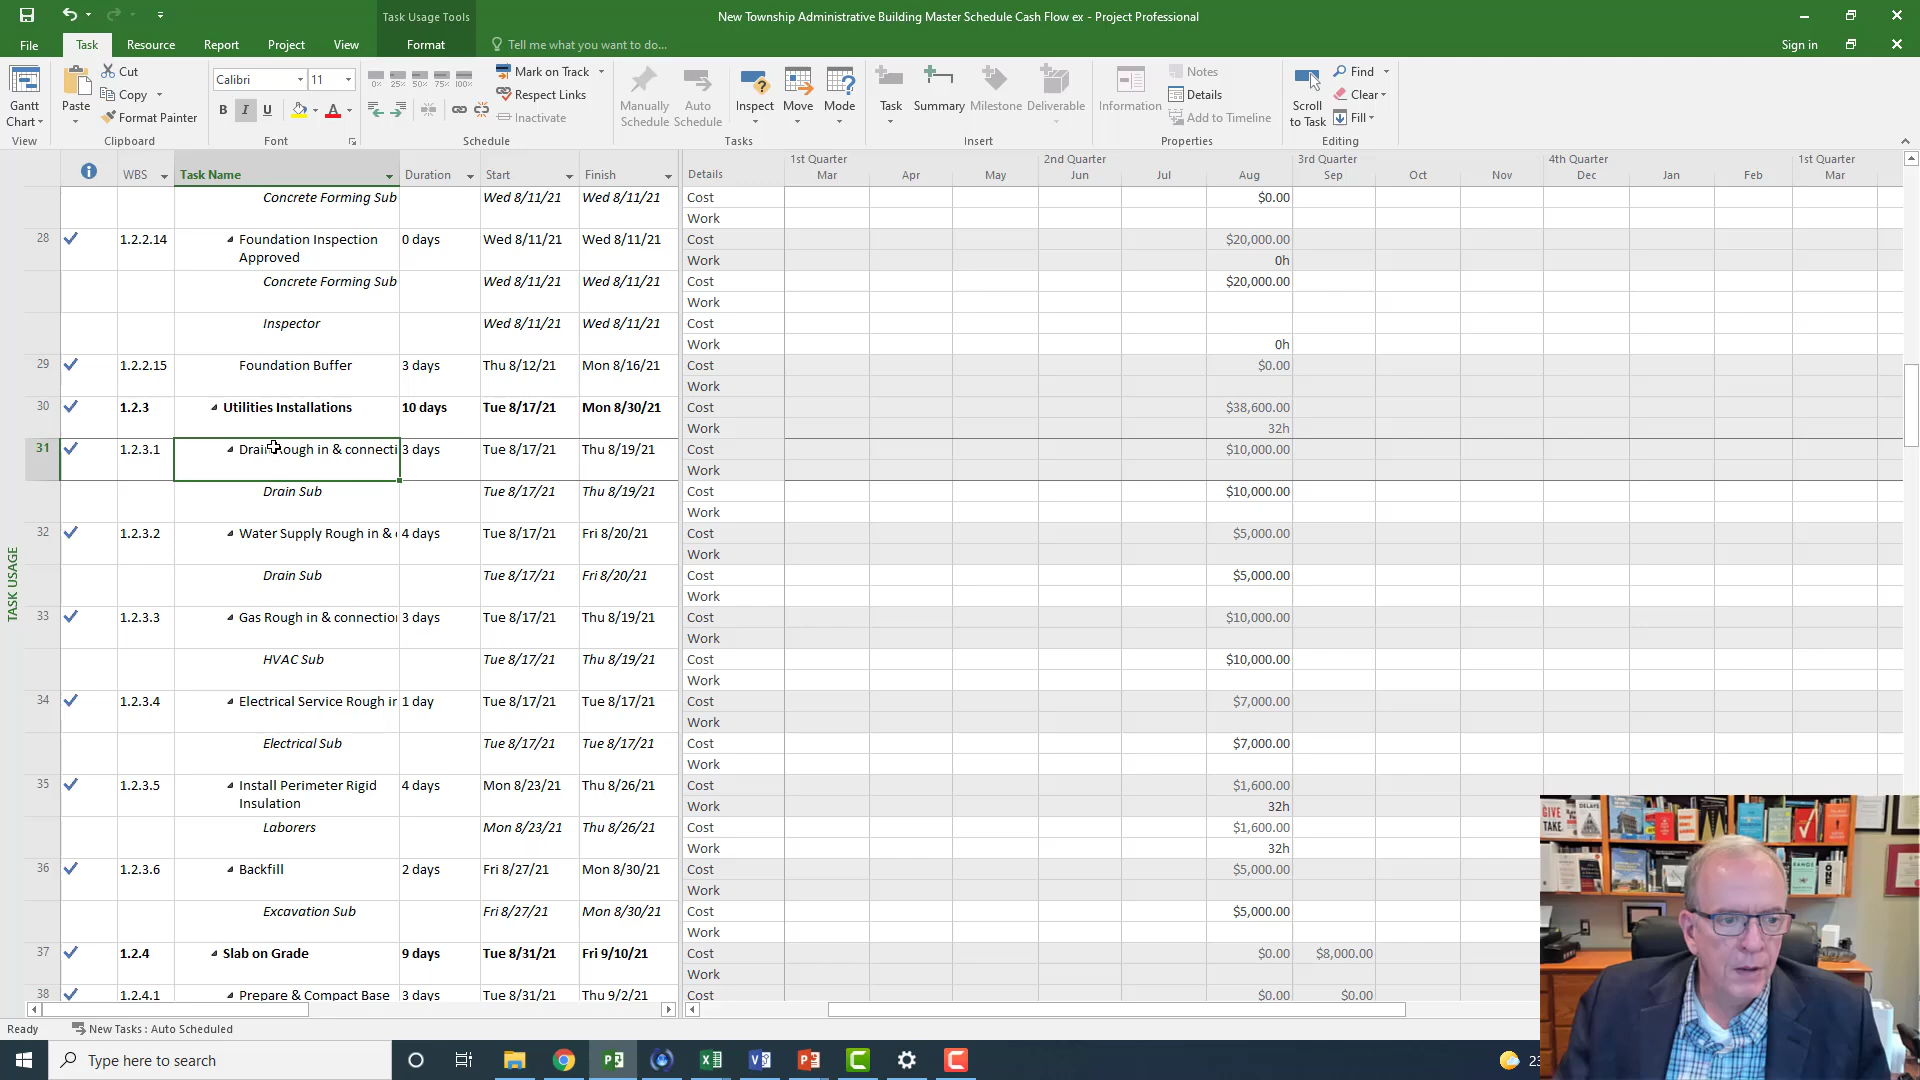 Task Usage Tools
New Township Administrative Building Master Schedule Cash Flow ex - Project Professional
File Task Resource Report Project View Format Tell me what you want to do... Sign in
Gantt Chart View
Paste Cut Copy Format Painter Clipboard
Calibri 11 B I U A Font
0% 25% 50% 75% 100%
Mark on Track Respect Links Inactivate Schedule
Manually Schedule Auto Schedule Inspect Move Mode Tasks
Task Summary Milestone Deliverable Insert
Information Notes Details Add to Timeline Properties
Scroll to Task Find Clear Fill Editing
1st Quarter 2nd Quarter 3rd Quarter 4th Quarter 1st Quarter
WBS Task Name Duration Start Finish Details Mar Apr May Jun Jul Aug Sep Oct Nov Dec Jan Feb Mar
Concrete Forming Sub Wed 8/11/21 Wed 8/11/21 Cost $0.00
Work
28 1.2.2.14 Foundation Inspection 0 days Wed 8/11/21 Wed 8/11/21 Cost $20,000.00
Approved Work 0h
Concrete Forming Sub Wed 8/11/21 Wed 8/11/21 Cost $20,000.00
Work
Inspector Wed 8/11/21 Wed 8/11/21 Cost
Work 0h
29 1.2.2.15 Foundation Buffer 3 days Thu 8/12/21 Mon 8/16/21 Cost $0.00
Work
30 1.2.3 Utilities Installations 10 days Tue 8/17/21 Mon 8/30/21 Cost $38,600.00
Work 32h
31 1.2.3.1 Drain Rough in & connecti 3 days Tue 8/17/21 Thu 8/19/21 Cost $10,000.00
Work
Drain Sub Tue 8/17/21 Thu 8/19/21 Cost $10,000.00
Work
32 1.2.3.2 Water Supply Rough in & 4 days Tue 8/17/21 Fri 8/20/21 Cost $5,000.00
Work
Drain Sub Tue 8/17/21 Fri 8/20/21 Cost $5,000.00
Work
33 1.2.3.3 Gas Rough in & connectio 3 days Tue 8/17/21 Thu 8/19/21 Cost $10,000.00
Work
HVAC Sub Tue 8/17/21 Thu 8/19/21 Cost $10,000.00
Work
34 1.2.3.4 Electrical Service Rough ir 1 day Tue 8/17/21 Tue 8/17/21 Cost $7,000.00
Work
Electrical Sub Tue 8/17/21 Tue 8/17/21 Cost $7,000.00
Work
35 1.2.3.5 Install Perimeter Rigid 4 days Mon 8/23/21 Thu 8/26/21 Cost $1,600.00
Insulation Work 32h
Laborers Mon 8/23/21 Thu 8/26/21 Cost $1,600.00
Work 32h
36 1.2.3.6 Backfill 2 days Fri 8/27/21 Mon 8/30/21 Cost $5,000.00
Work
Excavation Sub Fri 8/27/21 Mon 8/30/21 Cost $5,000.00
Work
37 1.2.4 Slab on Grade 9 days Tue 8/31/21 Fri 9/10/21 Cost $0.00 $8,000.00
Work
38 1.2.4.1 Prepare & Compact Base 3 days Tue 8/31/21 Thu 9/2/21 Cost $0.00 $0.00
TASK USAGE
GIVE
TAKE
DELAYS
RANGE
Ready New Tasks : Auto Scheduled
Type here to search